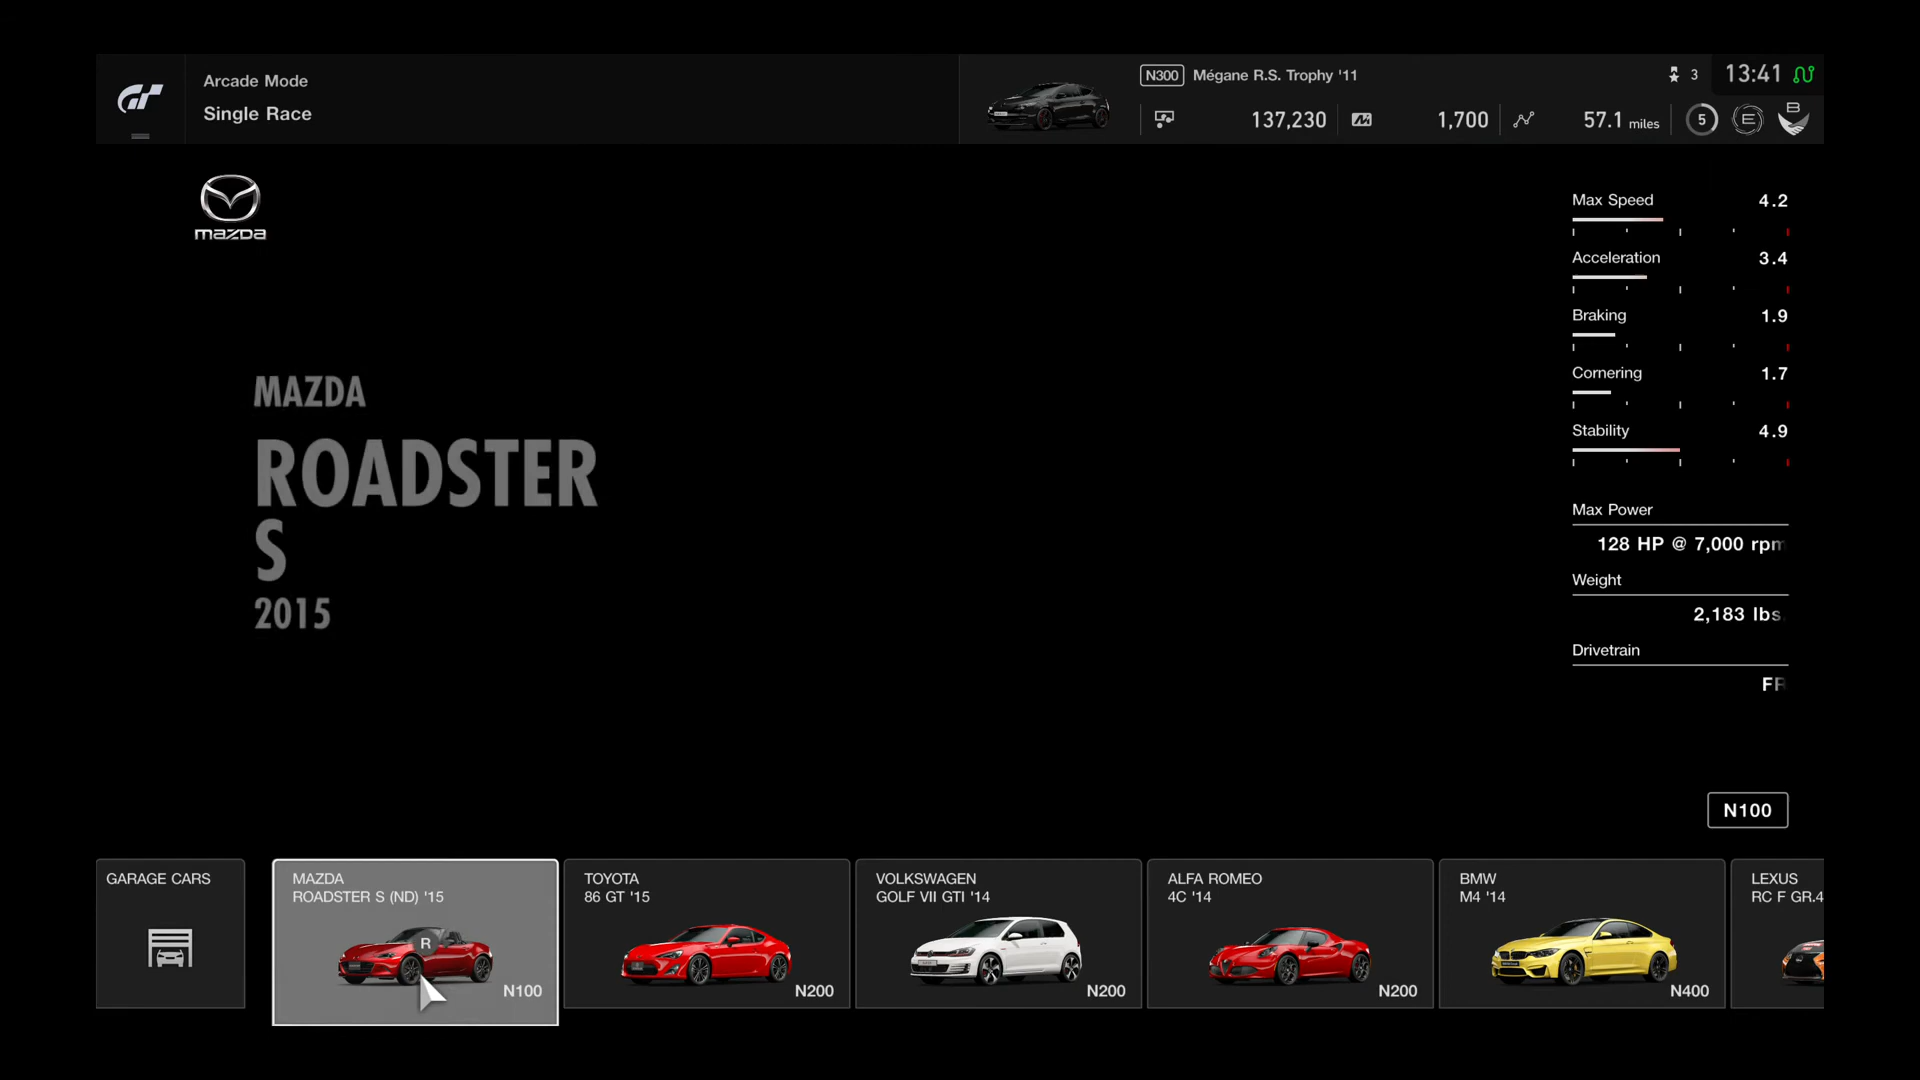 Arcade Mode
Single Race
N300 Mégane R.S. Trophy '11
3
13:41
137,230
1,700
57.1 miles
5
E
B
mazda
MAZDA
ROADSTER
S
2015
Max Speed 4.2
Acceleration 3.4
Braking 1.9
Cornering 1.7
Stability 4.9
Max Power
128 HP @ 7,000 rpm
Weight
2,183 lbs.
Drivetrain
FR
N100
GARAGE CARS
MAZDA
ROADSTER S (ND) '15
R
N100
TOYOTA
86 GT '15
N200
VOLKSWAGEN
GOLF VII GTI '14
N200
ALFA ROMEO
4C '14
N200
BMW
M4 '14
N400
LEXUS
RC F GR.4